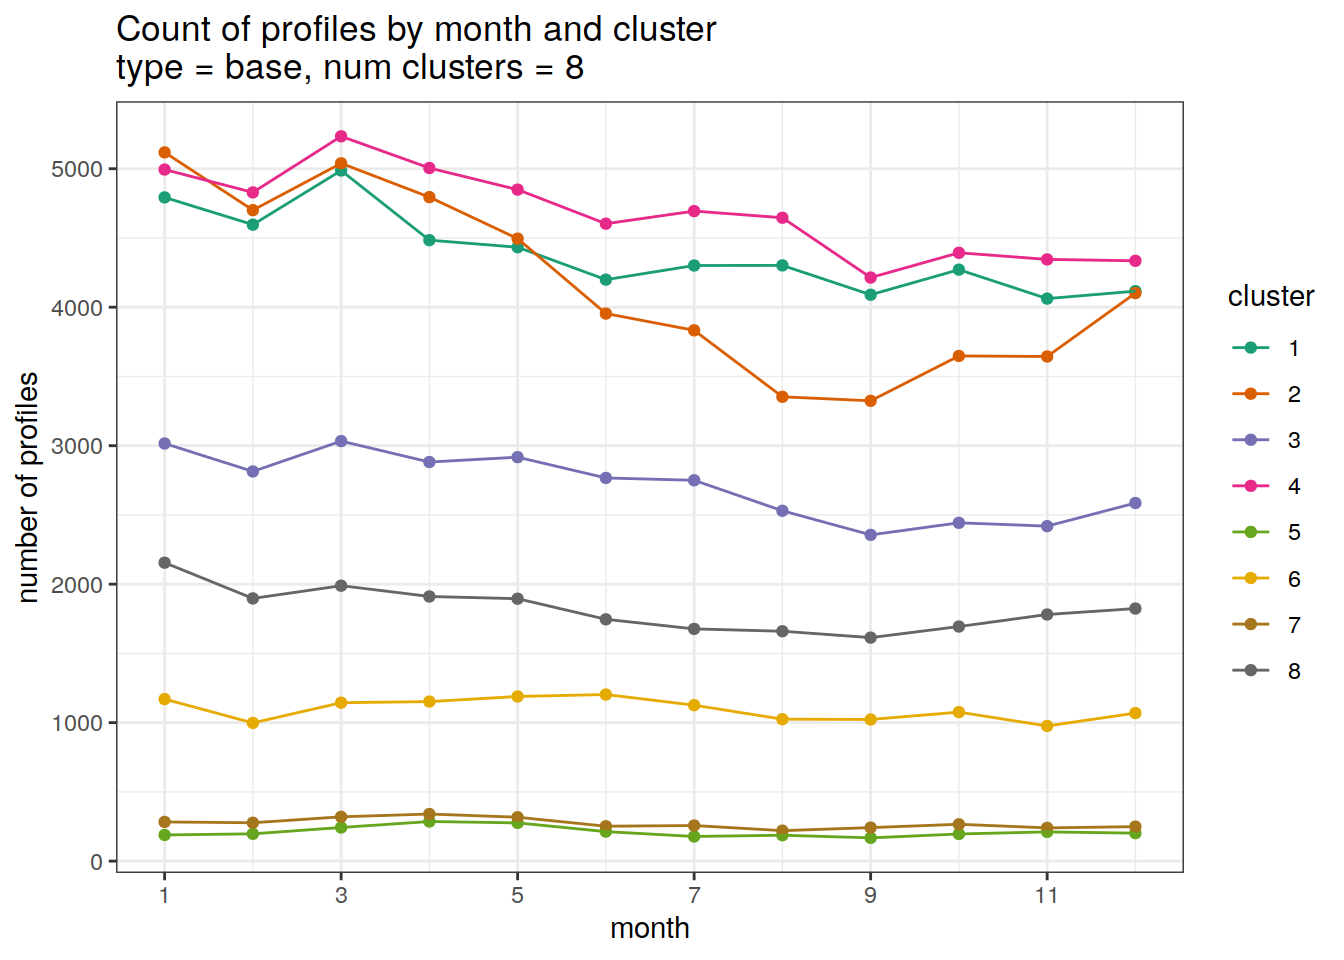 Count of profiles by month and cluster
type = base, num clusters = 8
number of profiles
5000
4000
3000
2000
1000
0
1 3 5 7 9 11
month
cluster
1
2
3
4
5
6
7
8